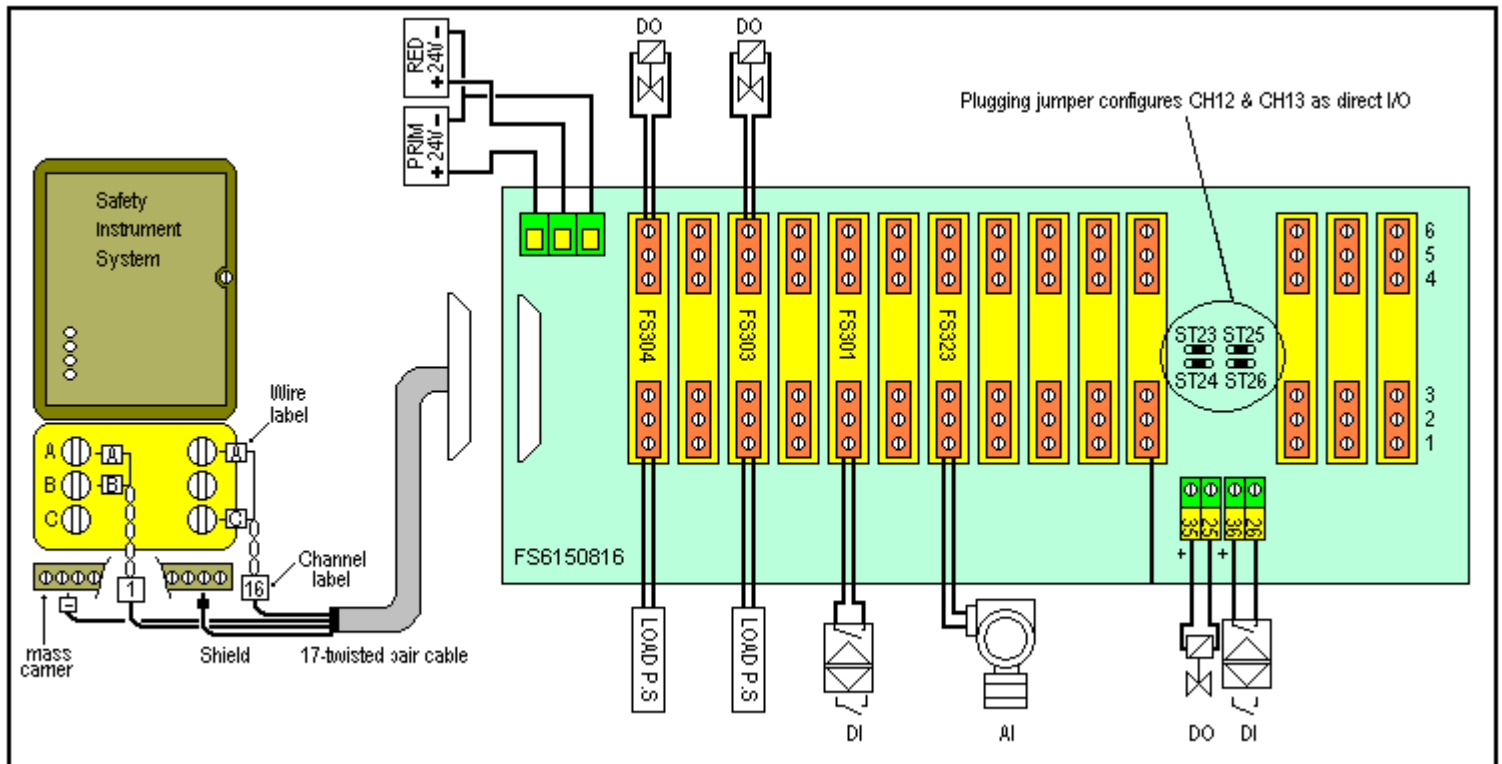 DO
DO
RED
24V
+ -
PRIM
24V
+ -
Plugging jumper configures CH12 & CH13 as direct I/O
Safety
Instrument
System
Wire
label
A
B
C
A
B
A
C
1
16
Channel
label
mass
carrier
Shield
17-twisted pair cable
FS304
FS303
FS301
FS323
ST23 ST25
ST24 ST26
6
5
4
3
2
1
35
25
36
26
+
+
FS6150816
LOAD P.S
LOAD P.S
DI
AI
DO
DI